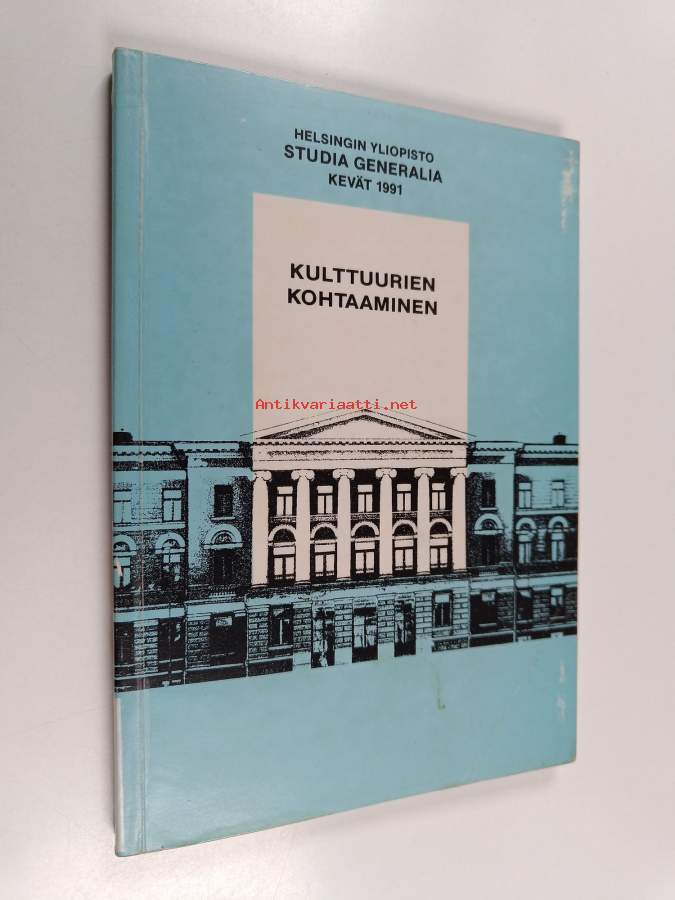 HELSINGIN YLIOPISTO
STUDIA GENERALIA
KEVÄT 1991
KULTTUURIEN
KOHTAAMINEN
Antikvariaatti.net